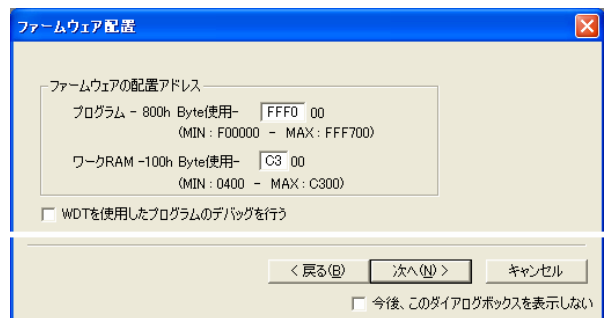 ファームウェア配置
ファームウェアの配置アドレス
プログラム - 800h Byte使用- FFF0 00
(MIN : F00000 - MAX : FFF700)
ワークRAM -100h Byte使用- C3 00
(MIN : 0400 - MAX : C300)
WDTを使用したプログラムのデバッグを行う
< 戻る(B) 次へ(N) > キャンセル
今後、このダイアログボックスを表示しない